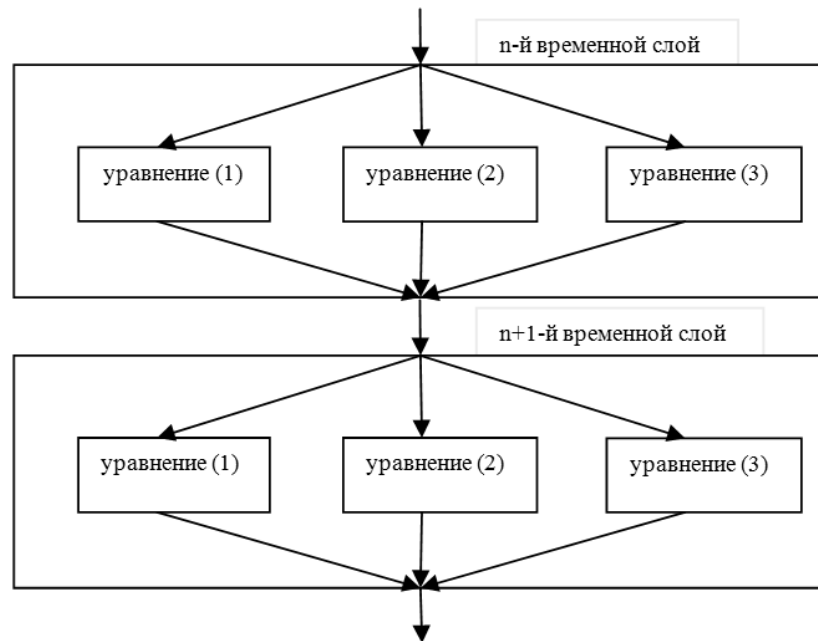 n-й временной слой
уравнение (1)
уравнение (2)
уравнение (3)
n+1-й временной слой
уравнение (1)
уравнение (2)
уравнение (3)